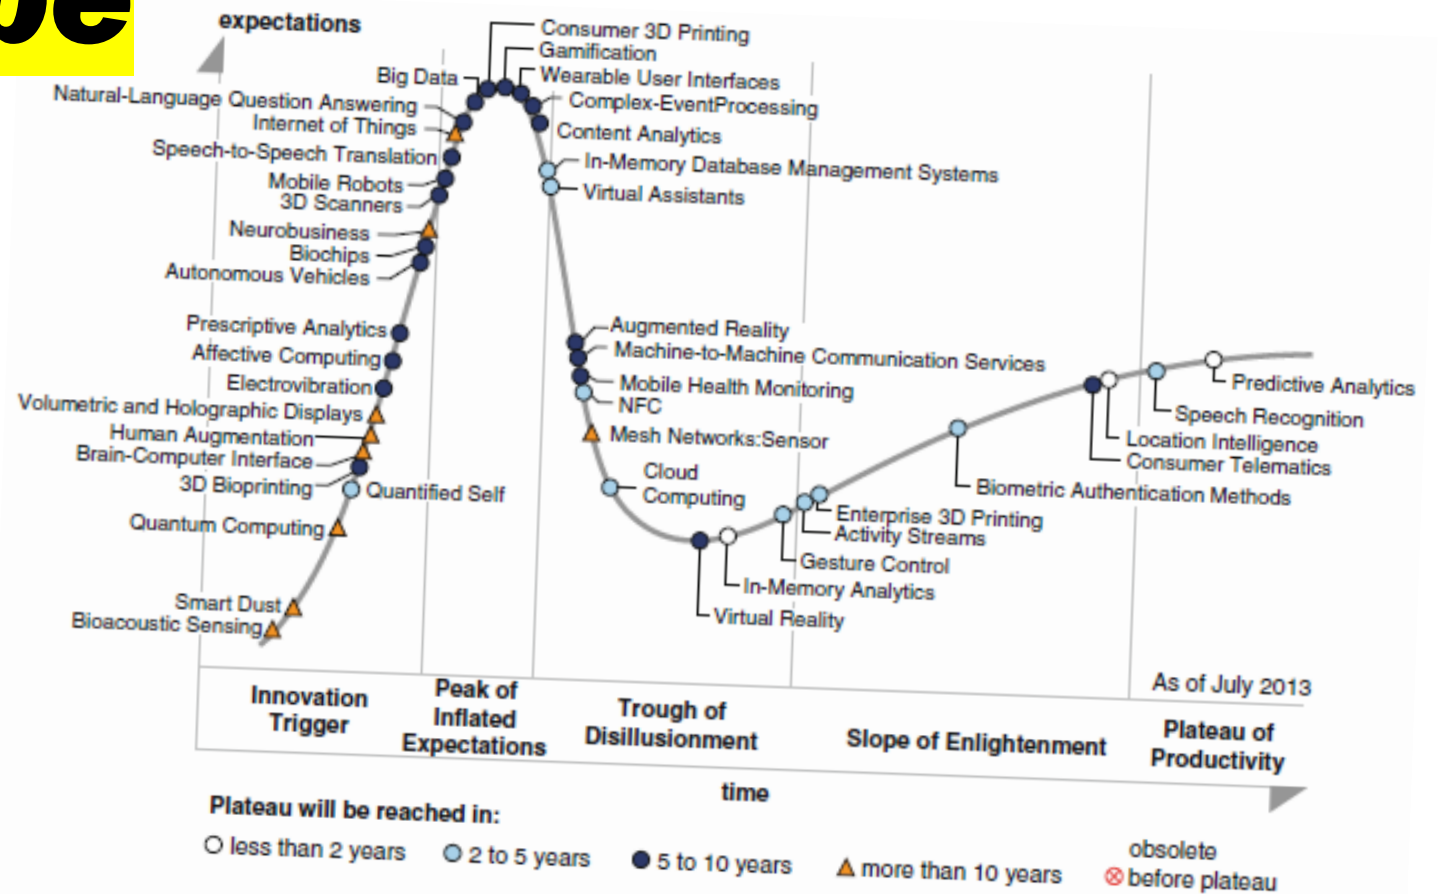 pe
expectations
Consumer 3D Printing
Gamification
Big Data
Wearable User Interfaces
Natural-Language Question Answering
Complex-EventProcessing
Internet of Things
Content Analytics
Speech-to-Speech Translation
In-Memory Database Management Systems
Mobile Robots
Virtual Assistants
3D Scanners
Neurobusiness
Biochips
Autonomous Vehicles
Prescriptive Analytics
Augmented Reality
Affective Computing
Machine-to-Machine Communication Services
Electrovibration
Mobile Health Monitoring
Volumetric and Holographic Displays
NFC
Human Augmentation
Mesh Networks:Sensor
Brain-Computer Interface
3D Bioprinting
Quantified Self
Cloud
Computing
Quantum Computing
Smart Dust
Bioacoustic Sensing
Predictive Analytics
Speech Recognition
Location Intelligence
Consumer Telematics
Biometric Authentication Methods
Enterprise 3D Printing
Activity Streams
Gesture Control
In-Memory Analytics
Virtual Reality
As of July 2013
Innovation
Trigger
Peak of
Inflated
Expectations
Trough of
Disillusionment
Slope of Enlightenment
Plateau of
Productivity
time
Plateau will be reached in:
less than 2 years
2 to 5 years
5 to 10 years
more than 10 years
obsolete
before plateau